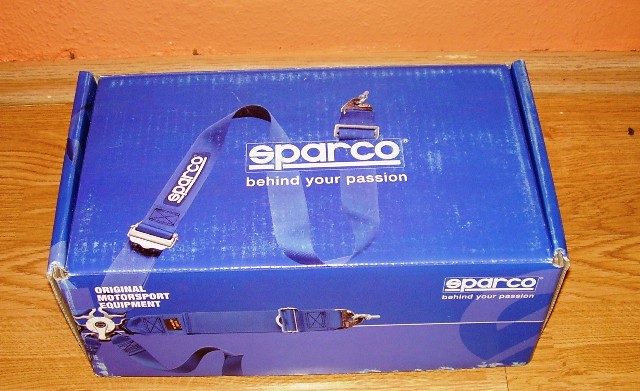 sparco
behind your passion
sparco
ORIGINAL
MOTORSPORT
EQUIPMENT
sparco
behind your passion